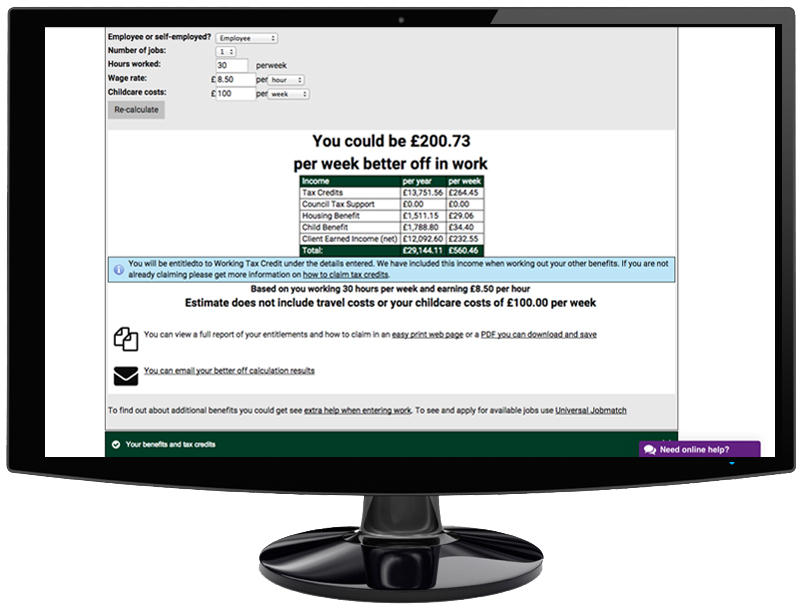 Employee or self-employed? Employee
Number of jobs: 1
Hours worked: 30 perweek
Wage rate: £8.50 per hour
Childcare costs: £100 per week
Re-calculate
You could be £200.73
per week better off in work
Income per year per week
Tax Credits £13,751.56 £264.45
Council Tax Support £0.00 £0.00
Housing Benefit £1,511.15 £29.06
Child Benefit £1,788.80 £34.40
Client Earned Income (net) £12,092.60 £232.55
Total: £29,144.11 £560.46
You will be entitledto to Working Tax Credit under the details entered. We have included this income when working out your other benefits. If you are not
already claiming please get more information on how to claim tax credits.
Based on you working 30 hours per week and earning £8.50 per hour
Estimate does not include travel costs or your childcare costs of £100.00 per week
You can view a full report of your entitlements and how to claim in an easy print web page or a PDF you can download and save
You can email your better off calculation results
To find out about additional benefits you could get see extra help when entering work. To see and apply for available jobs use Universal Jobmatch
Your benefits and tax credits
Need online help?